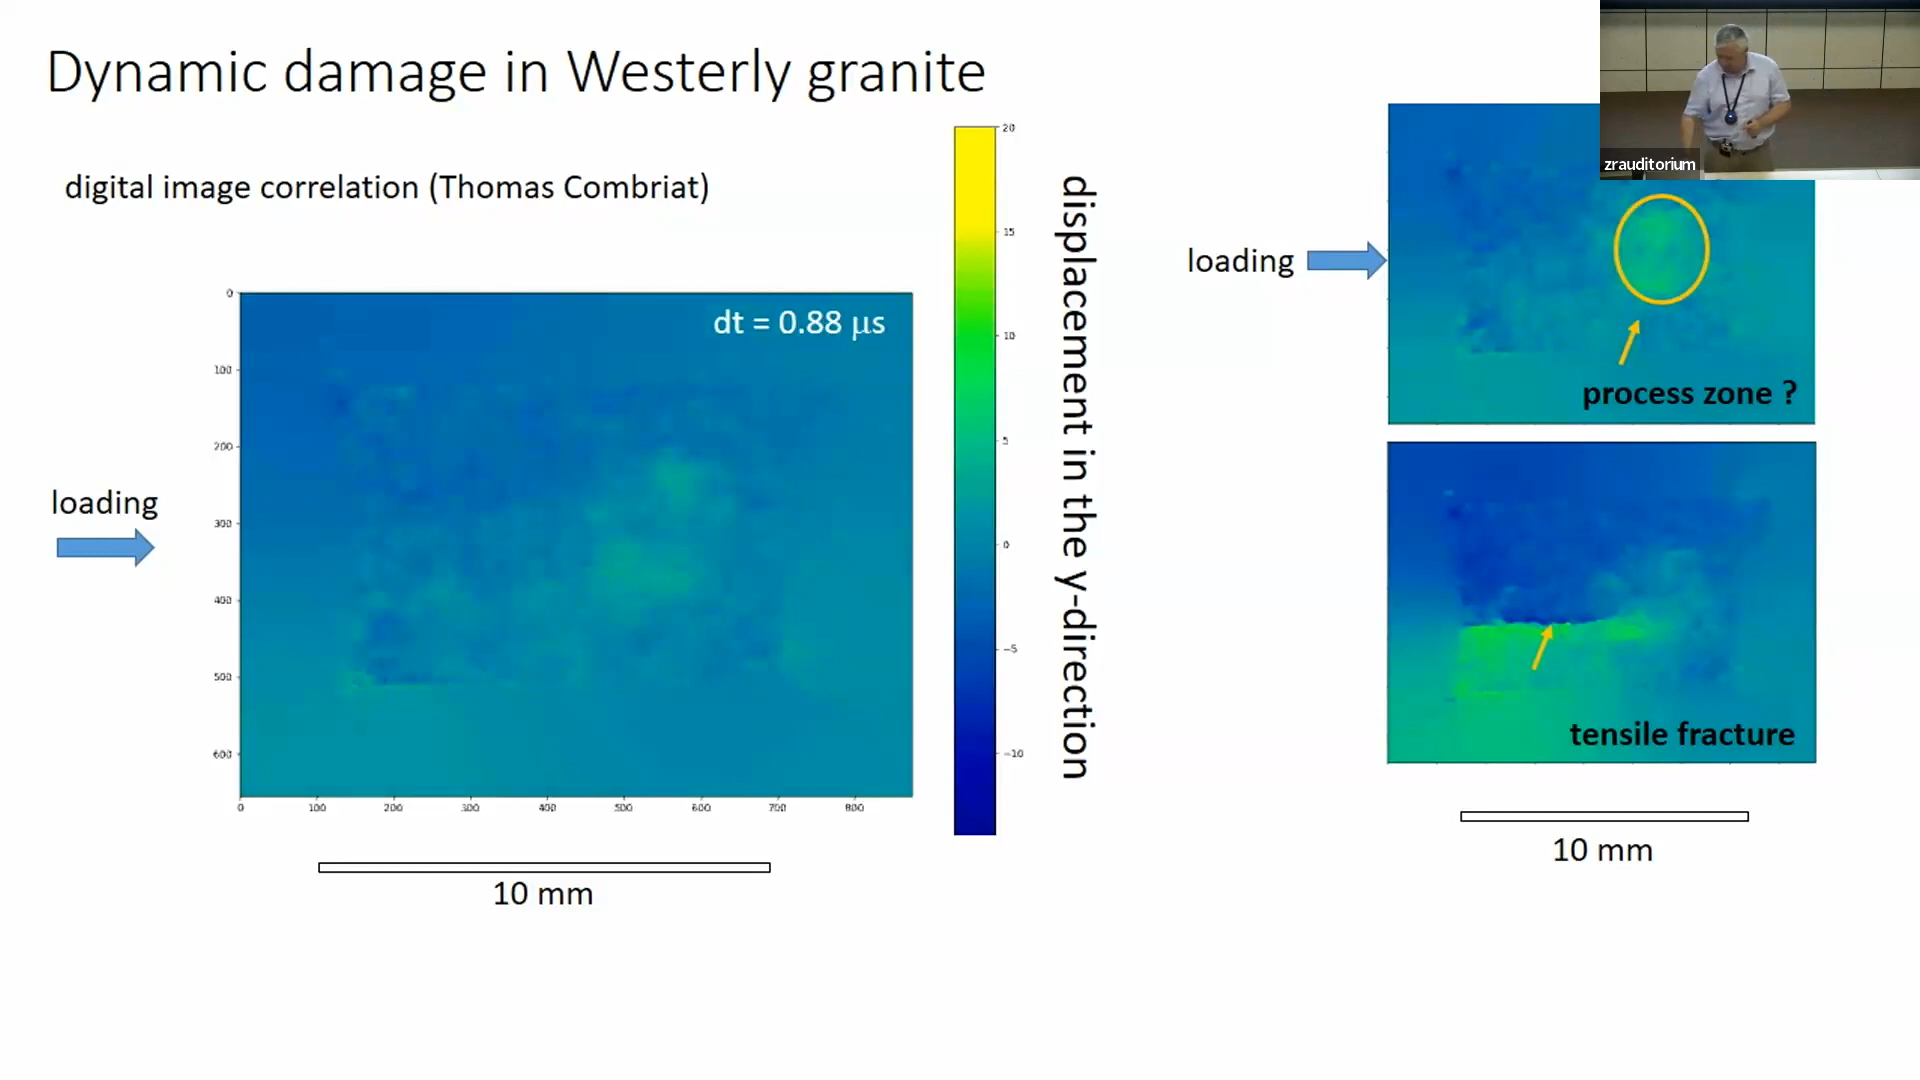 Dynamic damage in Westerly granite
digital image correlation (Thomas Combriat)
loading
0
100
200
300
400
500
600
dt = 0.88 μs
0
100
200
300
400
500
600
700
800
10 mm
20
15
10
5
0
−5
−10
displacement in the y-direction
zrauditorium
loading
process zone ?
tensile fracture
10 mm